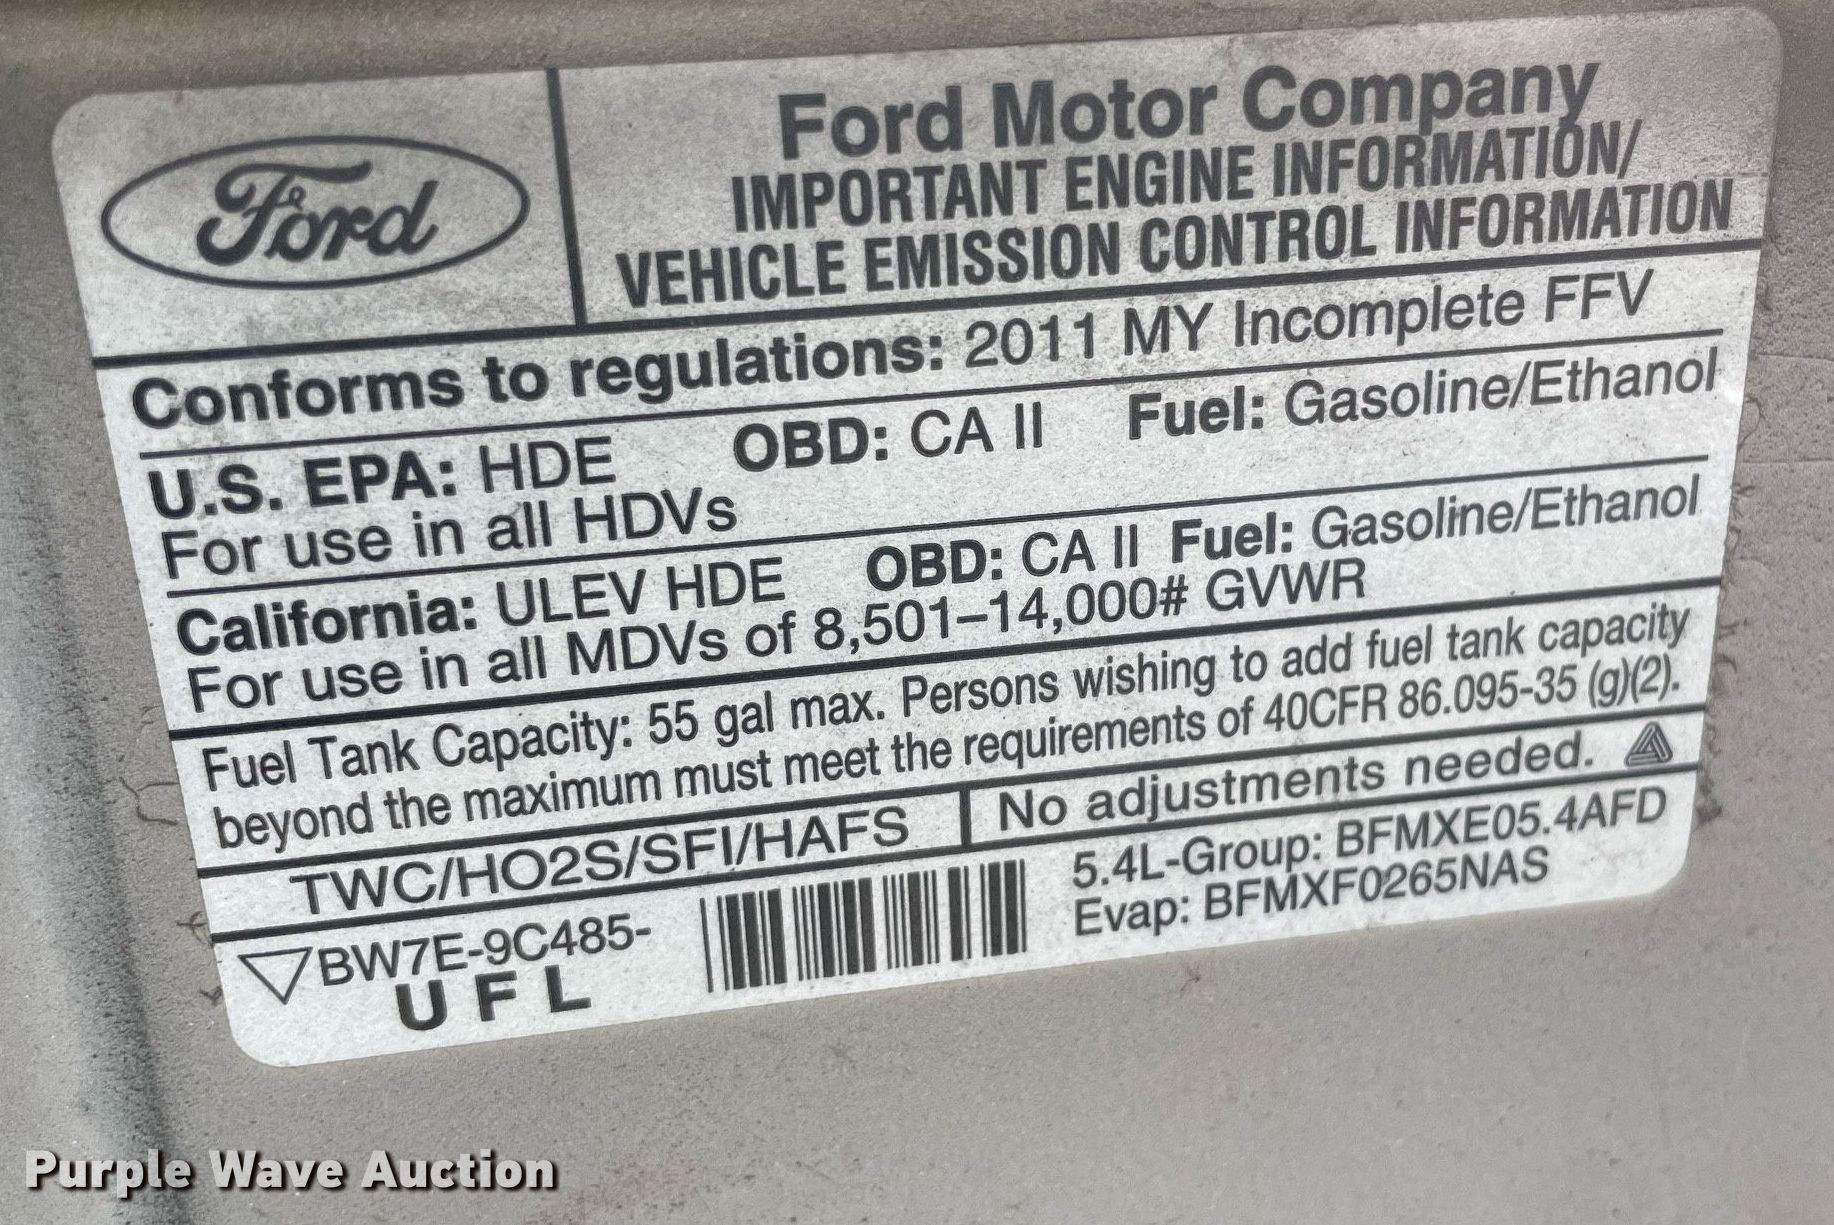 Ford
Ford Motor Company
IMPORTANT ENGINE INFORMATION/
VEHICLE EMISSION CONTROL INFORMATION
Conforms to regulations: 2011 MY Incomplete FFV
U.S. EPA: HDE OBD: CA II Fuel: Gasoline/Ethanol
For use in all HDVs
California: ULEV HDE OBD: CA II Fuel: Gasoline/Ethanol
For use in all MDVs of 8,501–14,000# GVWR
Fuel Tank Capacity: 55 gal max. Persons wishing to add fuel tank capacity
beyond the maximum must meet the requirements of 40CFR 86.095-35 (g)(2).
TWC/HO2S/SFI/HAFS
No adjustments needed.
BW7E-9C485-
UFL
5.4L-Group: BFMXE05.4AFD
Evap: BFMXF0265NAS
Purple Wave Auction